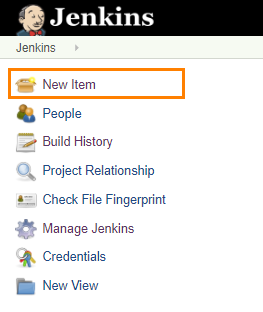 Jenkins
Jenkins
New Item
People
Build History
Project Relationship
Check File Fingerprint
Manage Jenkins
Credentials
New View